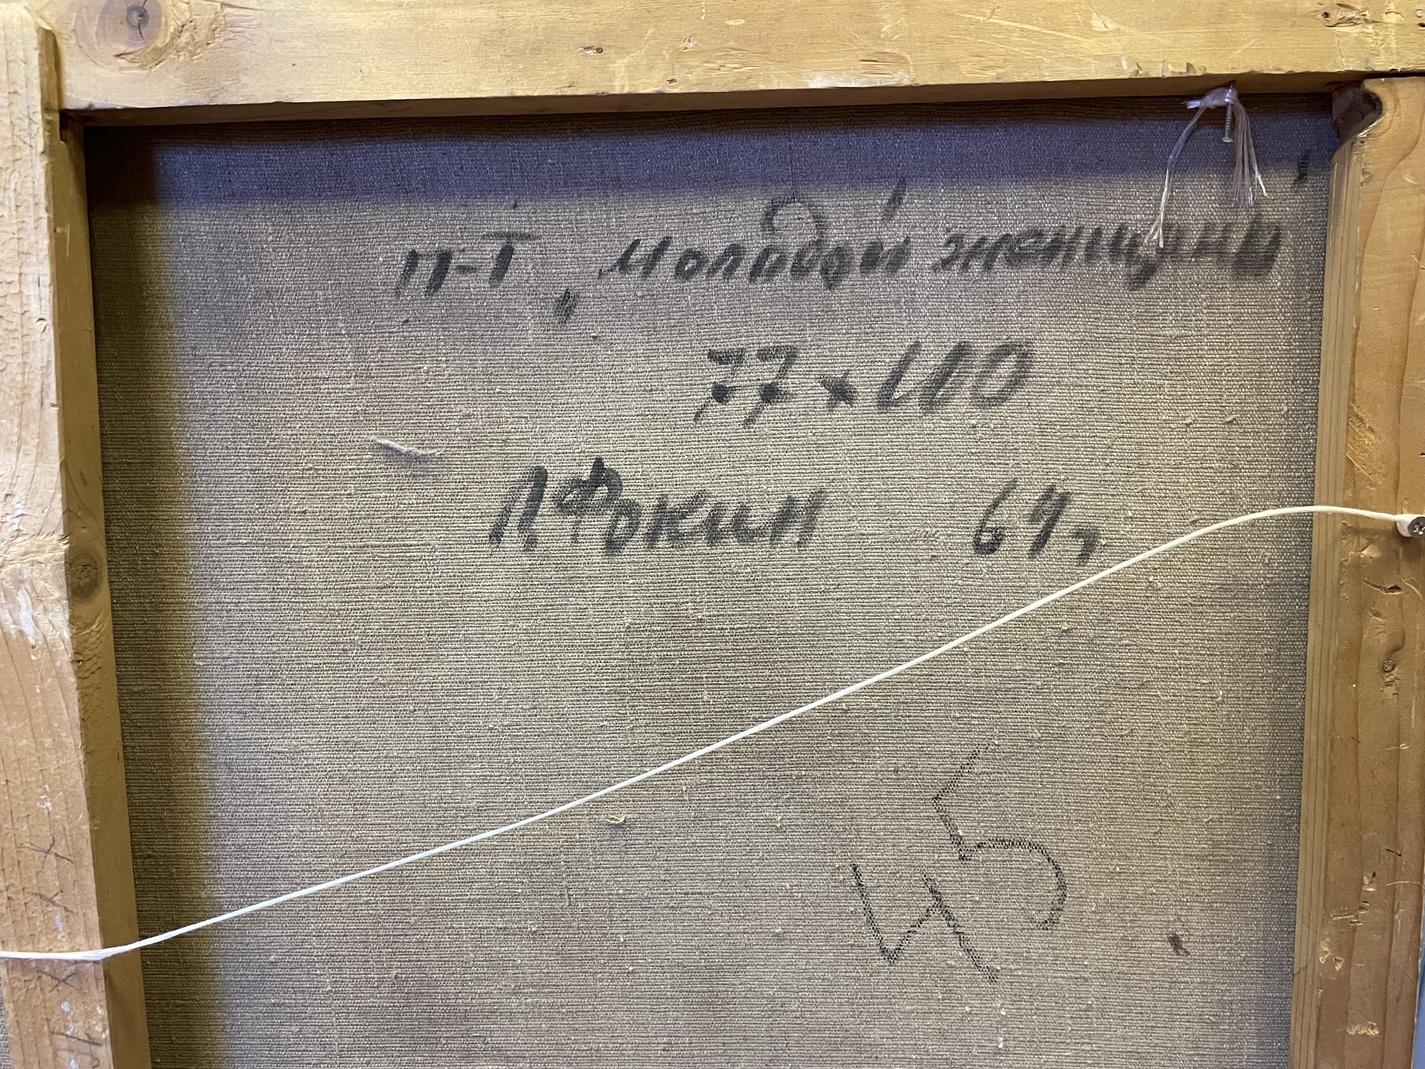 П-Т „Молодой женщины"
77 x 100
А Фокин 64г
45